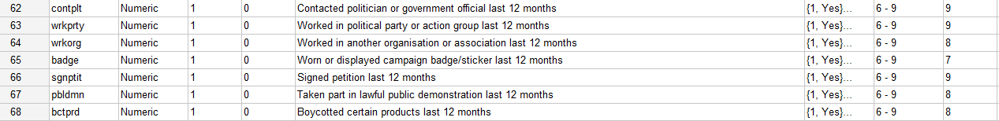 62 contplt Numeric 1 0 Contacted politician or government official last 12 months {1, Yes}... 6 - 9 9
63 wrkprty Numeric 1 0 Worked in political party or action group last 12 months {1, Yes}... 6 - 9 9
64 wrkorg Numeric 1 0 Worked in another organisation or association last 12 months {1, Yes}... 6 - 9 8
65 badge Numeric 1 0 Worn or displayed campaign badge/sticker last 12 months {1, Yes}... 6 - 9 7
66 sgnptit Numeric 1 0 Signed petition last 12 months {1, Yes}... 6 - 9 9
67 pbldmn Numeric 1 0 Taken part in lawful public demonstration last 12 months {1, Yes}... 6 - 9 8
68 bctprd Numeric 1 0 Boycotted certain products last 12 months {1, Yes}... 6 - 9 8